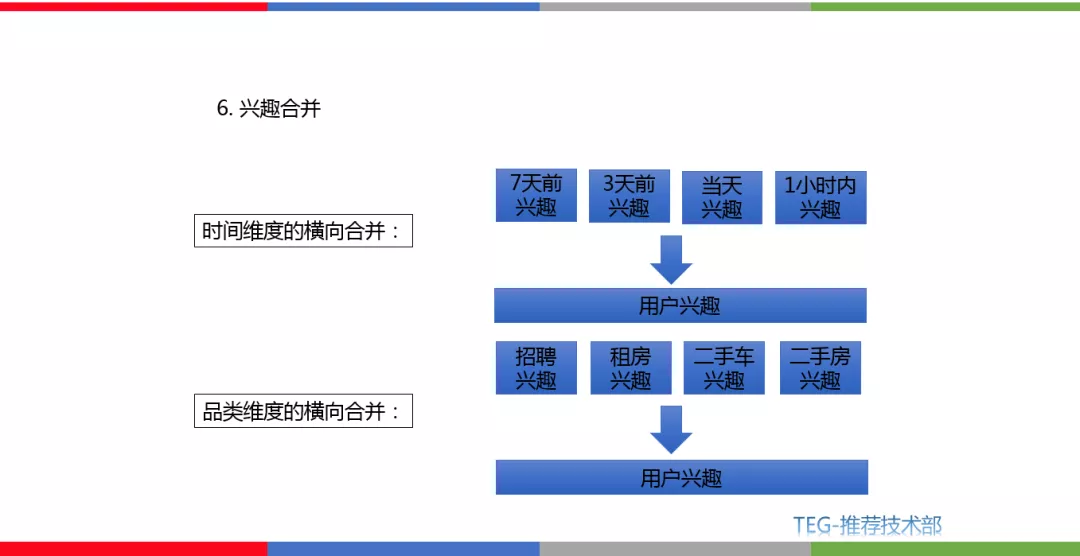 6. 兴趣合并
7天前
兴趣
3天前
兴趣
当天
兴趣
1小时内
兴趣
时间维度的横向合并：
用户兴趣
招聘
兴趣
租房
兴趣
二手车
兴趣
二手房
兴趣
品类维度的横向合并：
用户兴趣
TEG-推荐技术部